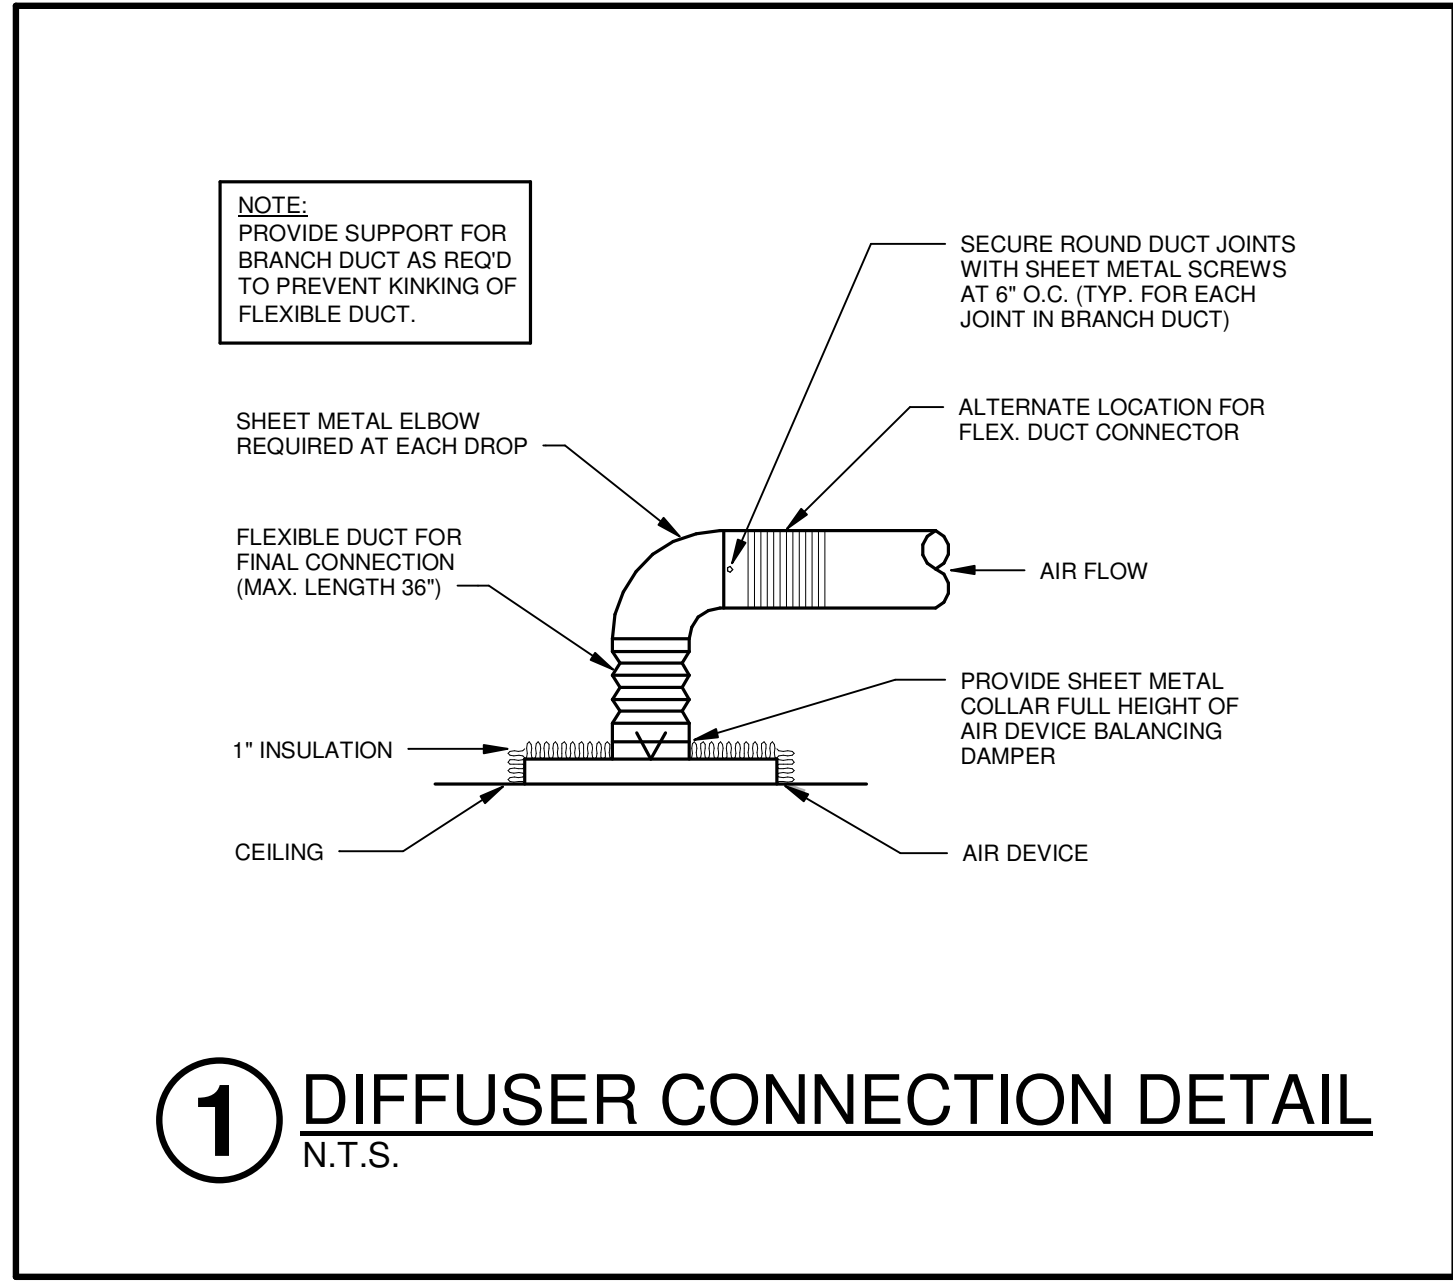 NOTE:
PROVIDE SUPPORT FOR
BRANCH DUCT AS REQ'D
TO PREVENT KINKING OF
FLEXIBLE DUCT.
SECURE ROUND DUCT JOINTS
WITH SHEET METAL SCREWS
AT 6" O.C. (TYP. FOR EACH
JOINT IN BRANCH DUCT)
SHEET METAL ELBOW
REQUIRED AT EACH DROP
ALTERNATE LOCATION FOR
FLEX. DUCT CONNECTOR
FLEXIBLE DUCT FOR
FINAL CONNECTION
(MAX. LENGTH 36")
AIR FLOW
PROVIDE SHEET METAL
COLLAR FULL HEIGHT OF
AIR DEVICE BALANCING
DAMPER
1" INSULATION
CEILING
AIR DEVICE
1 DIFFUSER CONNECTION DETAIL
N.T.S.